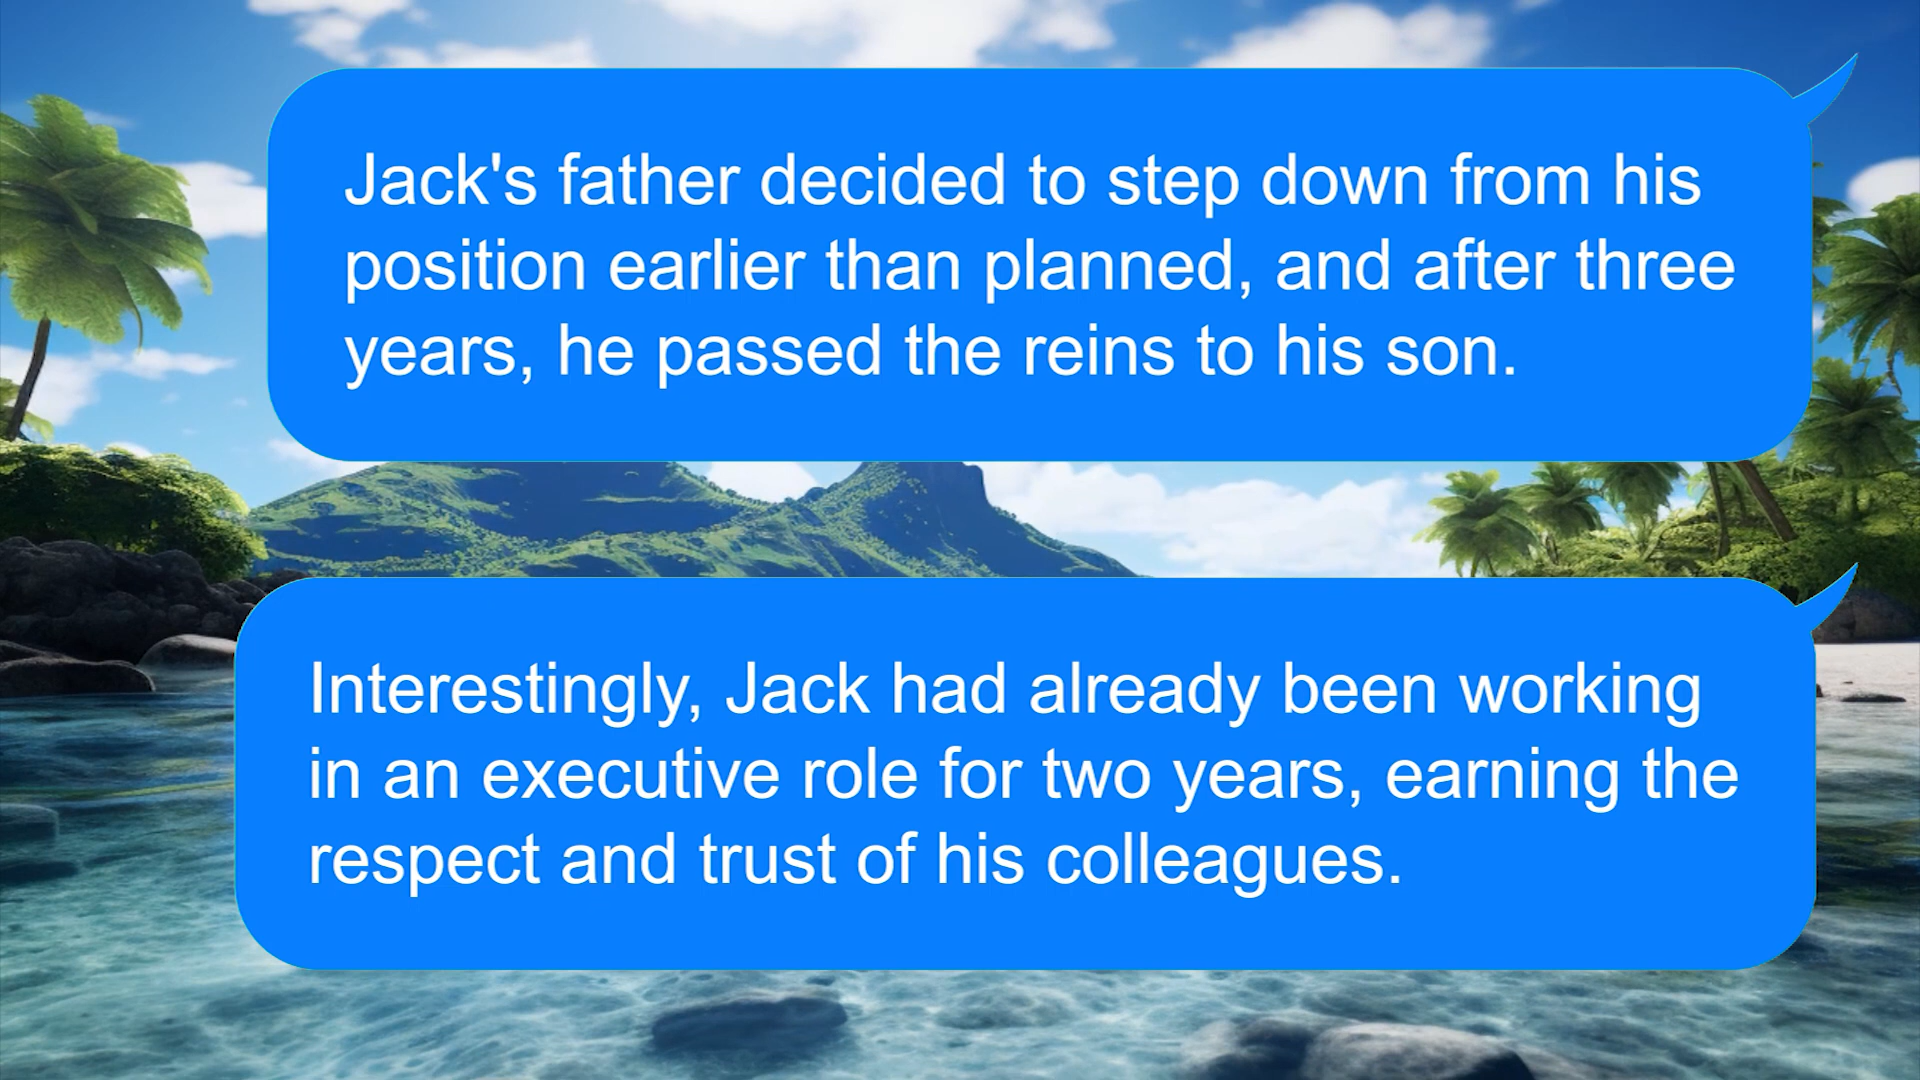 Jack's father decided to step down from his
position earlier than planned, and after three
years, he passed the reins to his son.
Interestingly, Jack had already been working
in an executive role for two years, earning the
respect and trust of his colleagues.